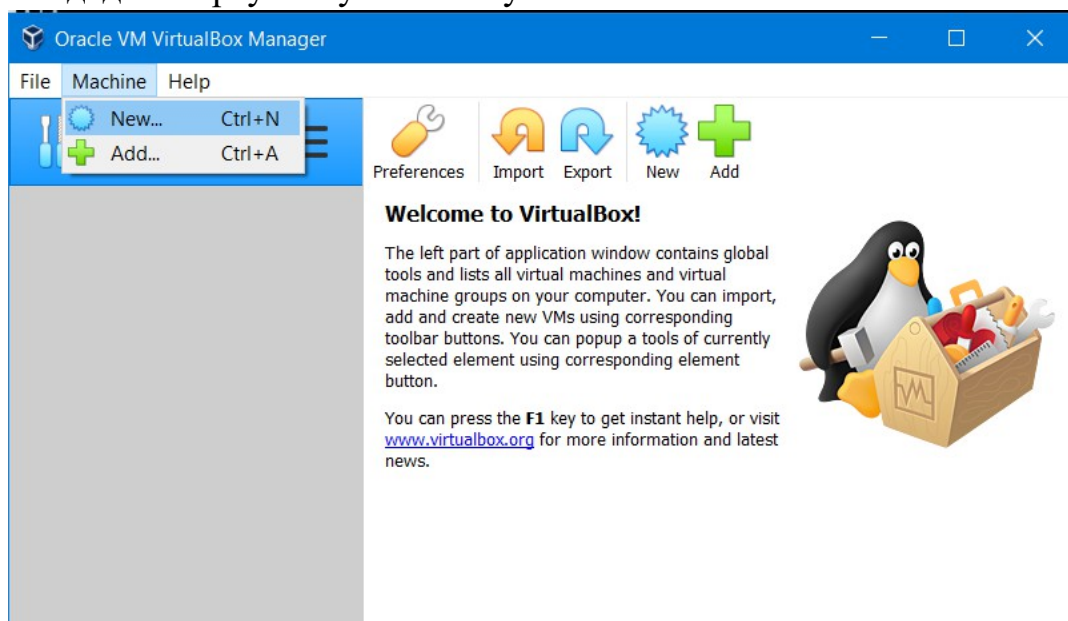 Oracle VM VirtualBox Manager
File Machine Help
New... Ctrl+N
Add... Ctrl+A
Preferences Import Export New Add
Welcome to VirtualBox!
The left part of application window contains global
tools and lists all virtual machines and virtual
machine groups on your computer. You can import,
add and create new VMs using corresponding
toolbar buttons. You can popup a tools of currently
selected element using corresponding element
button.
You can press the F1 key to get instant help, or visit
www.virtualbox.org for more information and latest
news.